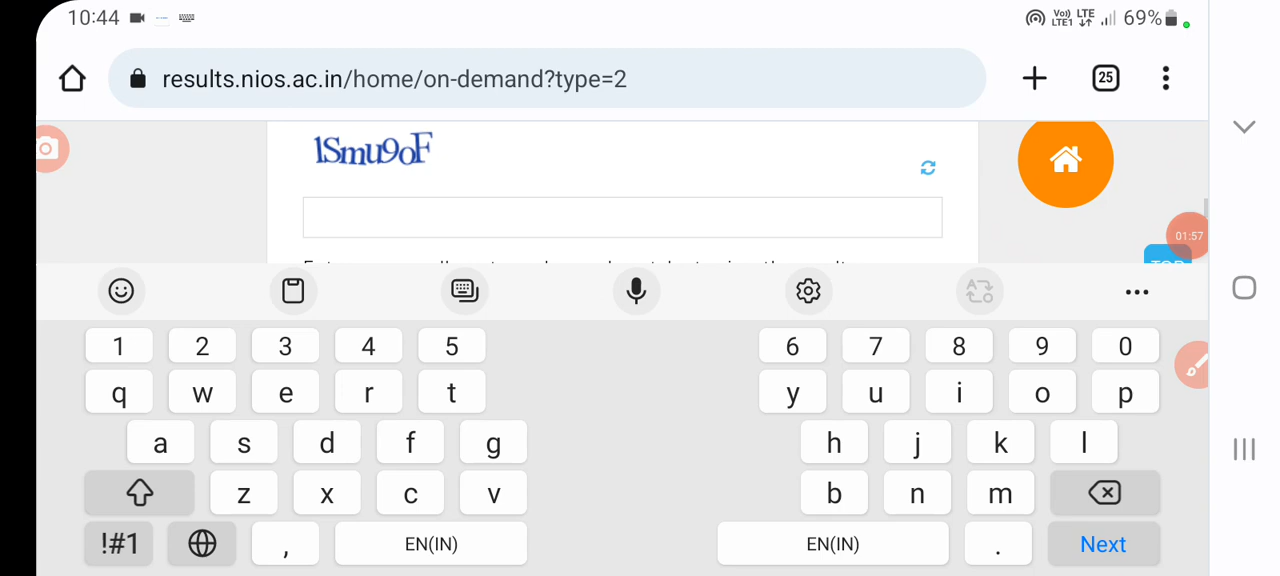 10:44
Vo)) LTE1 LTE 69%
results.nios.ac.in/home/on-demand?type=2
25
1Smu9oF
01:57
1 2 3 4 5 6 7 8 9 0
q w e r t y u i o p
a s d f g h j k l
z x c v b n m
!#1 , EN(IN) EN(IN) . Next